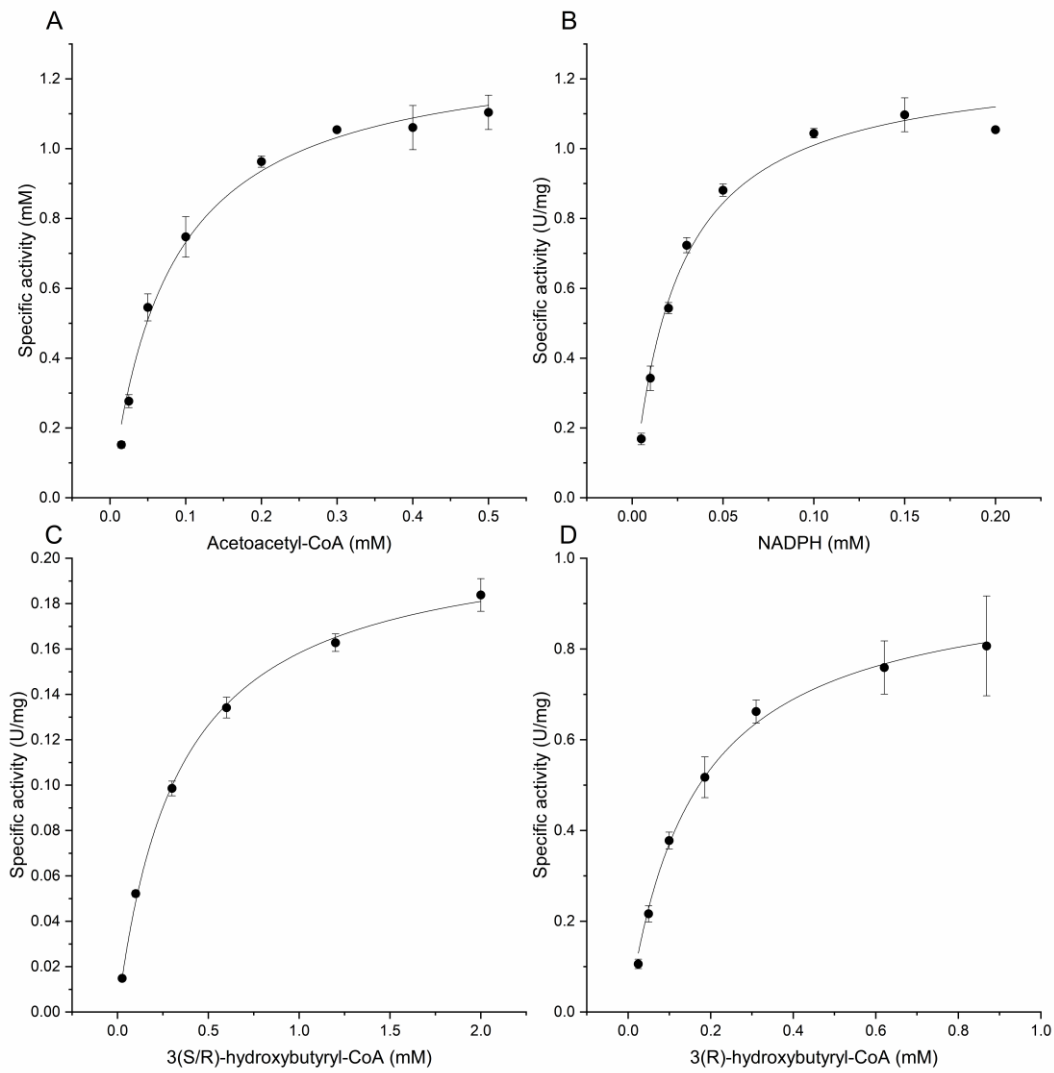 A
Specific activity (mM)
1.2
1.0
0.8
0.6
0.4
0.2
0.0
0.0 0.1 0.2 0.3 0.4 0.5
Acetoacetyl-CoA (mM)
B
Soecific activity (U/mg)
1.2
1.0
0.8
0.6
0.4
0.2
0.0
0.00 0.05 0.10 0.15 0.20
NADPH (mM)
C
Specific activity (U/mg)
0.20
0.18
0.16
0.14
0.12
0.10
0.08
0.06
0.04
0.02
0.00
0.0 0.5 1.0 1.5 2.0
3(S/R)-hydroxybutyryl-CoA (mM)
D
Specific activity (U/mg)
1.0
0.8
0.6
0.4
0.2
0.0
0.0 0.2 0.4 0.6 0.8 1.0
3(R)-hydroxybutyryl-CoA (mM)